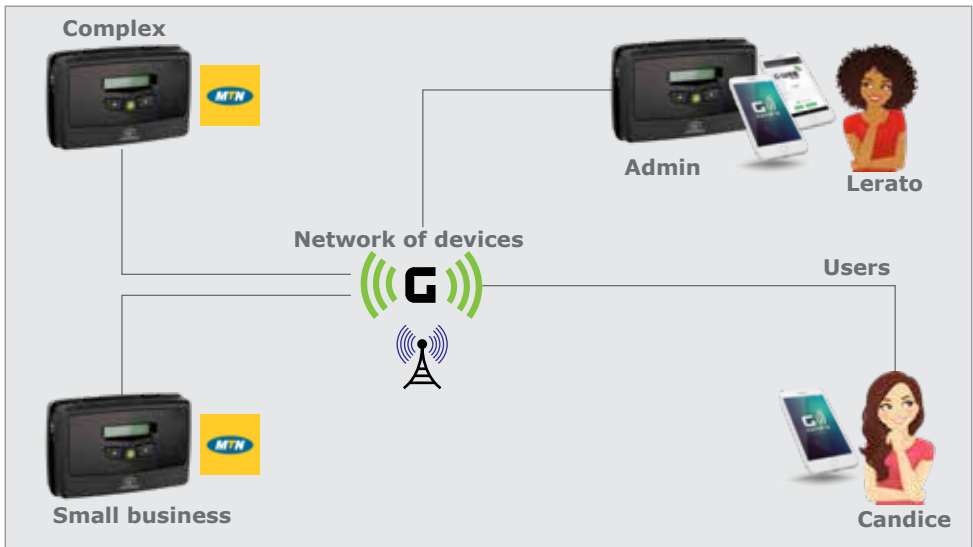 Complex
MTN
Admin
Lerato
Network of devices
G
Users
MTN
Small business
G
Candice